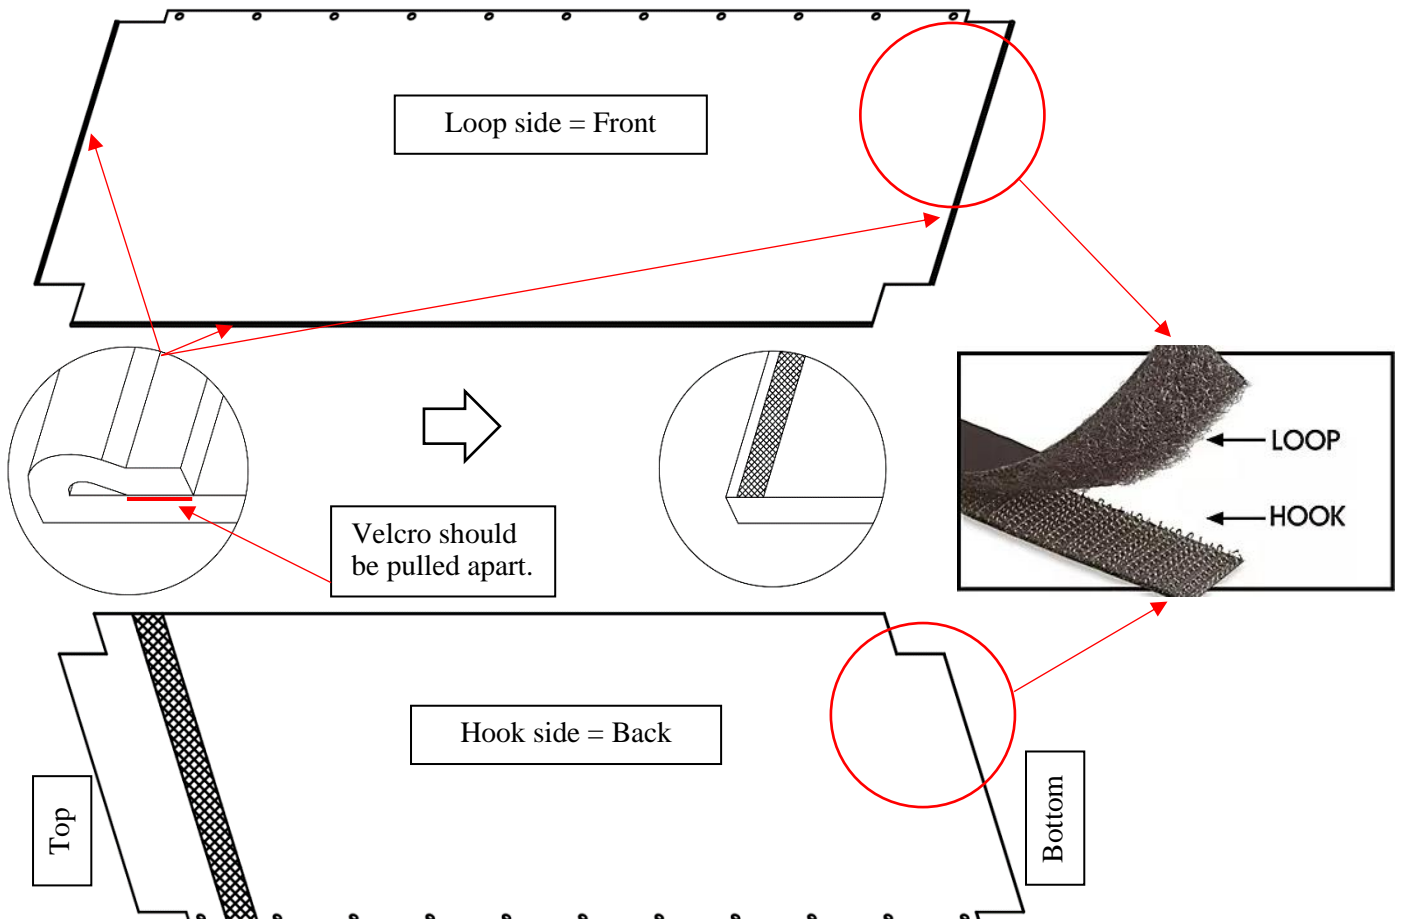 Loop side = Front
LOOP
HOOK
Velcro should
be pulled apart.
Hook side = Back
Top
Bottom